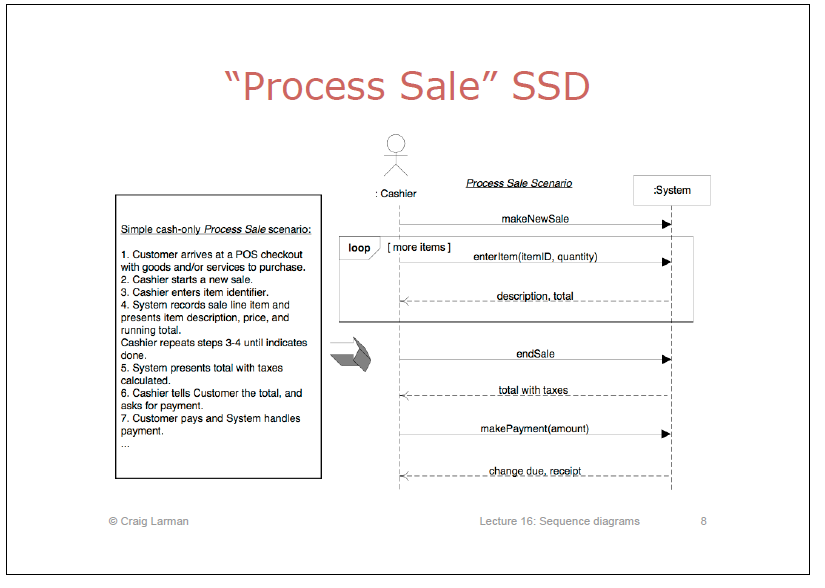 “Process Sale” SSD
Simple cash-only Process Sale scenario:
1. Customer arrives at a POS checkout
with goods and/or services to purchase.
2. Cashier starts a new sale.
3. Cashier enters item identifier.
4. System records sale line item and
presents item description, price, and
running total.
Cashier repeats steps 3-4 until indicates
done.
5. System presents total with taxes
calculated.
6. Cashier tells Customer the total, and
asks for payment.
7. Customer pays and System handles
payment.
...
: Cashier
Process Sale Scenario
:System
makeNewSale
loop
[ more items ]
enterItem(itemID, quantity)
description, total
endSale
total with taxes
makePayment(amount)
change due, receipt
© Craig Larman
Lecture 16: Sequence diagrams
8